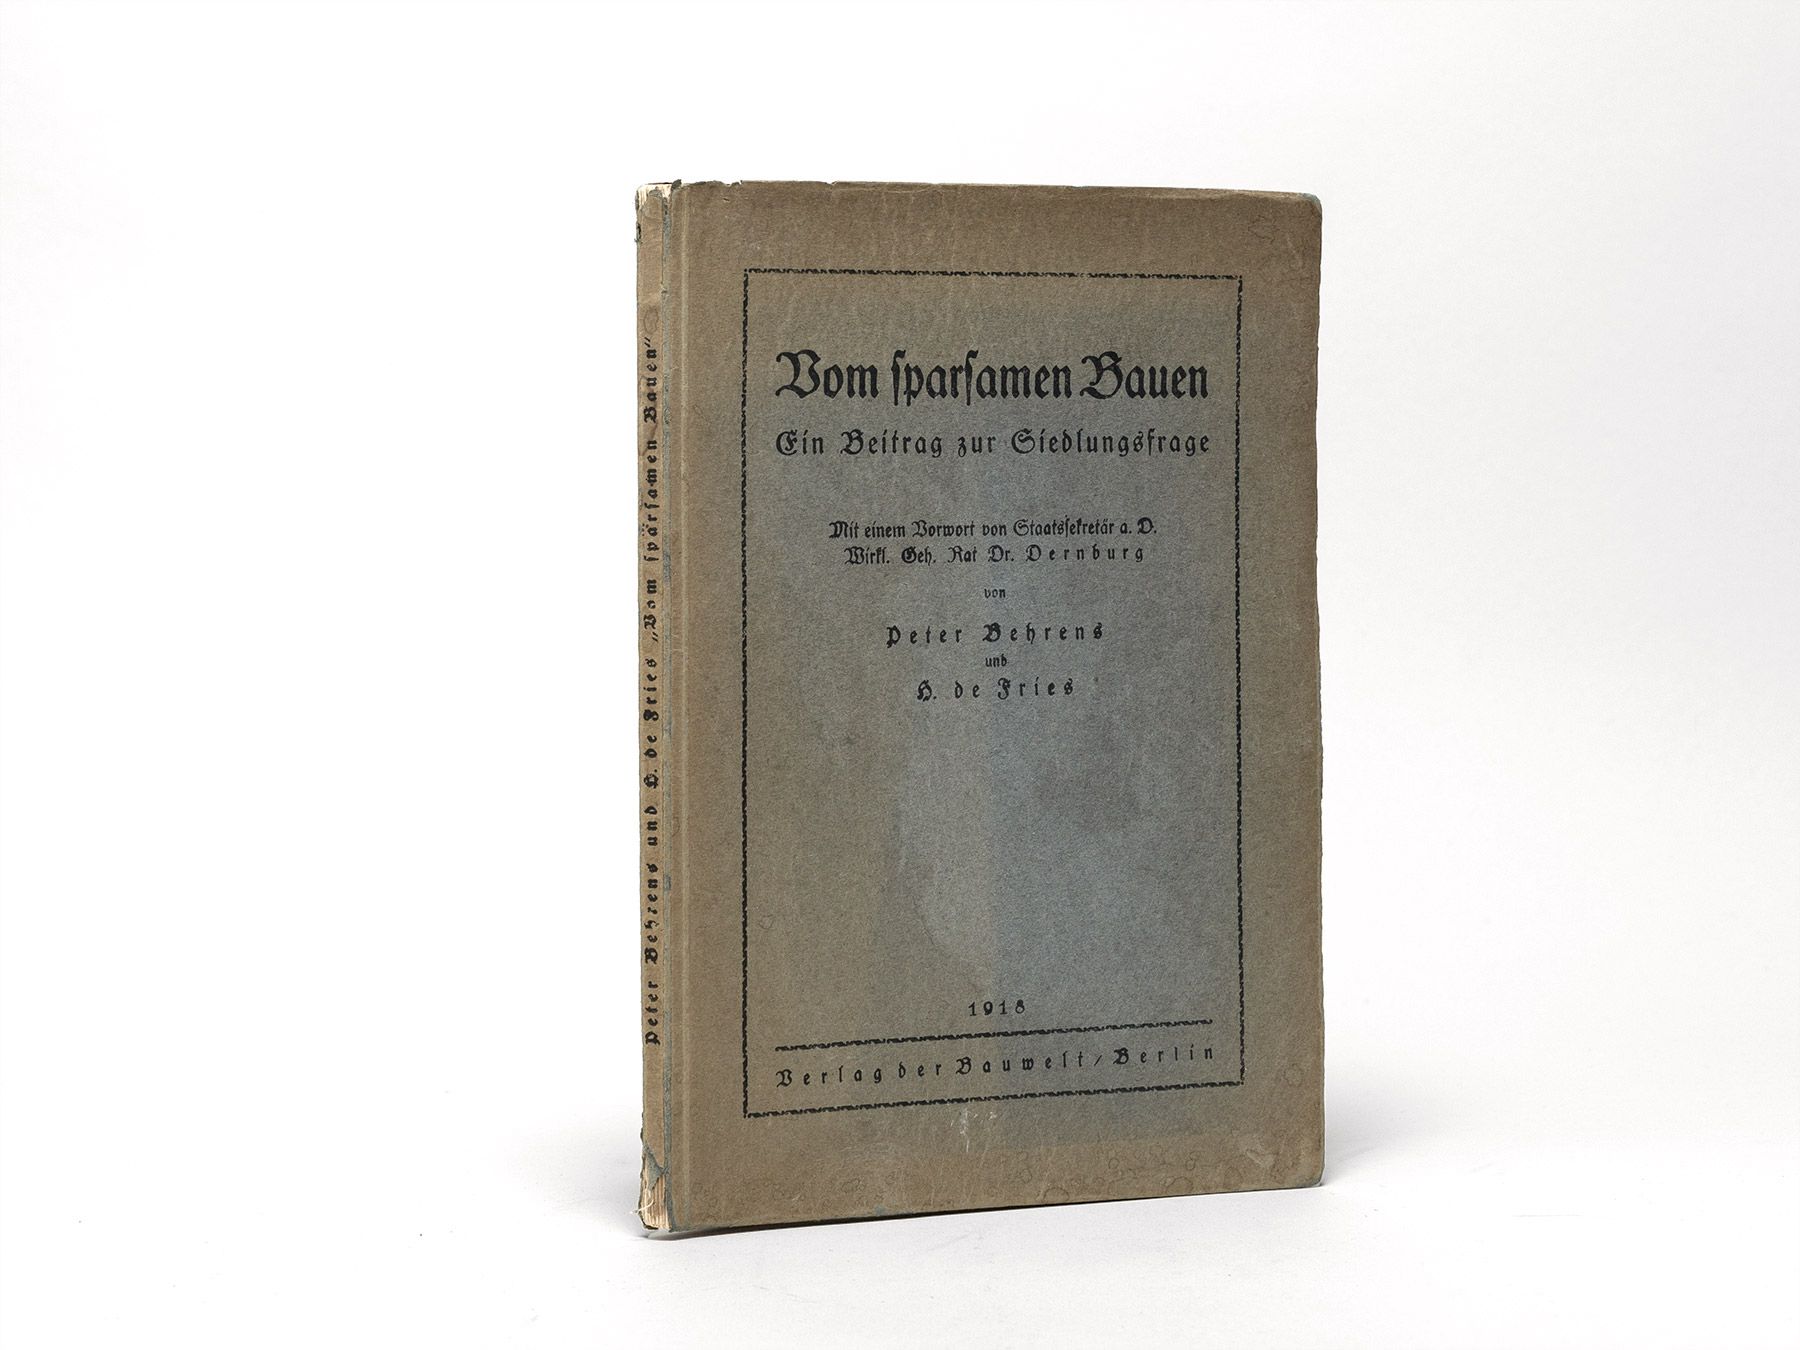 Vom sparsamen Bauen
Ein Beitrag zur Siedlungsfrage
Mit einem Vorwort von Staatssekretär a. D.
Wirkl. Geh. Rat Dr. Dernburg
von
Peter Behrens
und
H. de Fries
1918
Verlag der Bauwelt / Berlin
Peter Behrens und H. de Fries „Vom spärsamen Bauen“